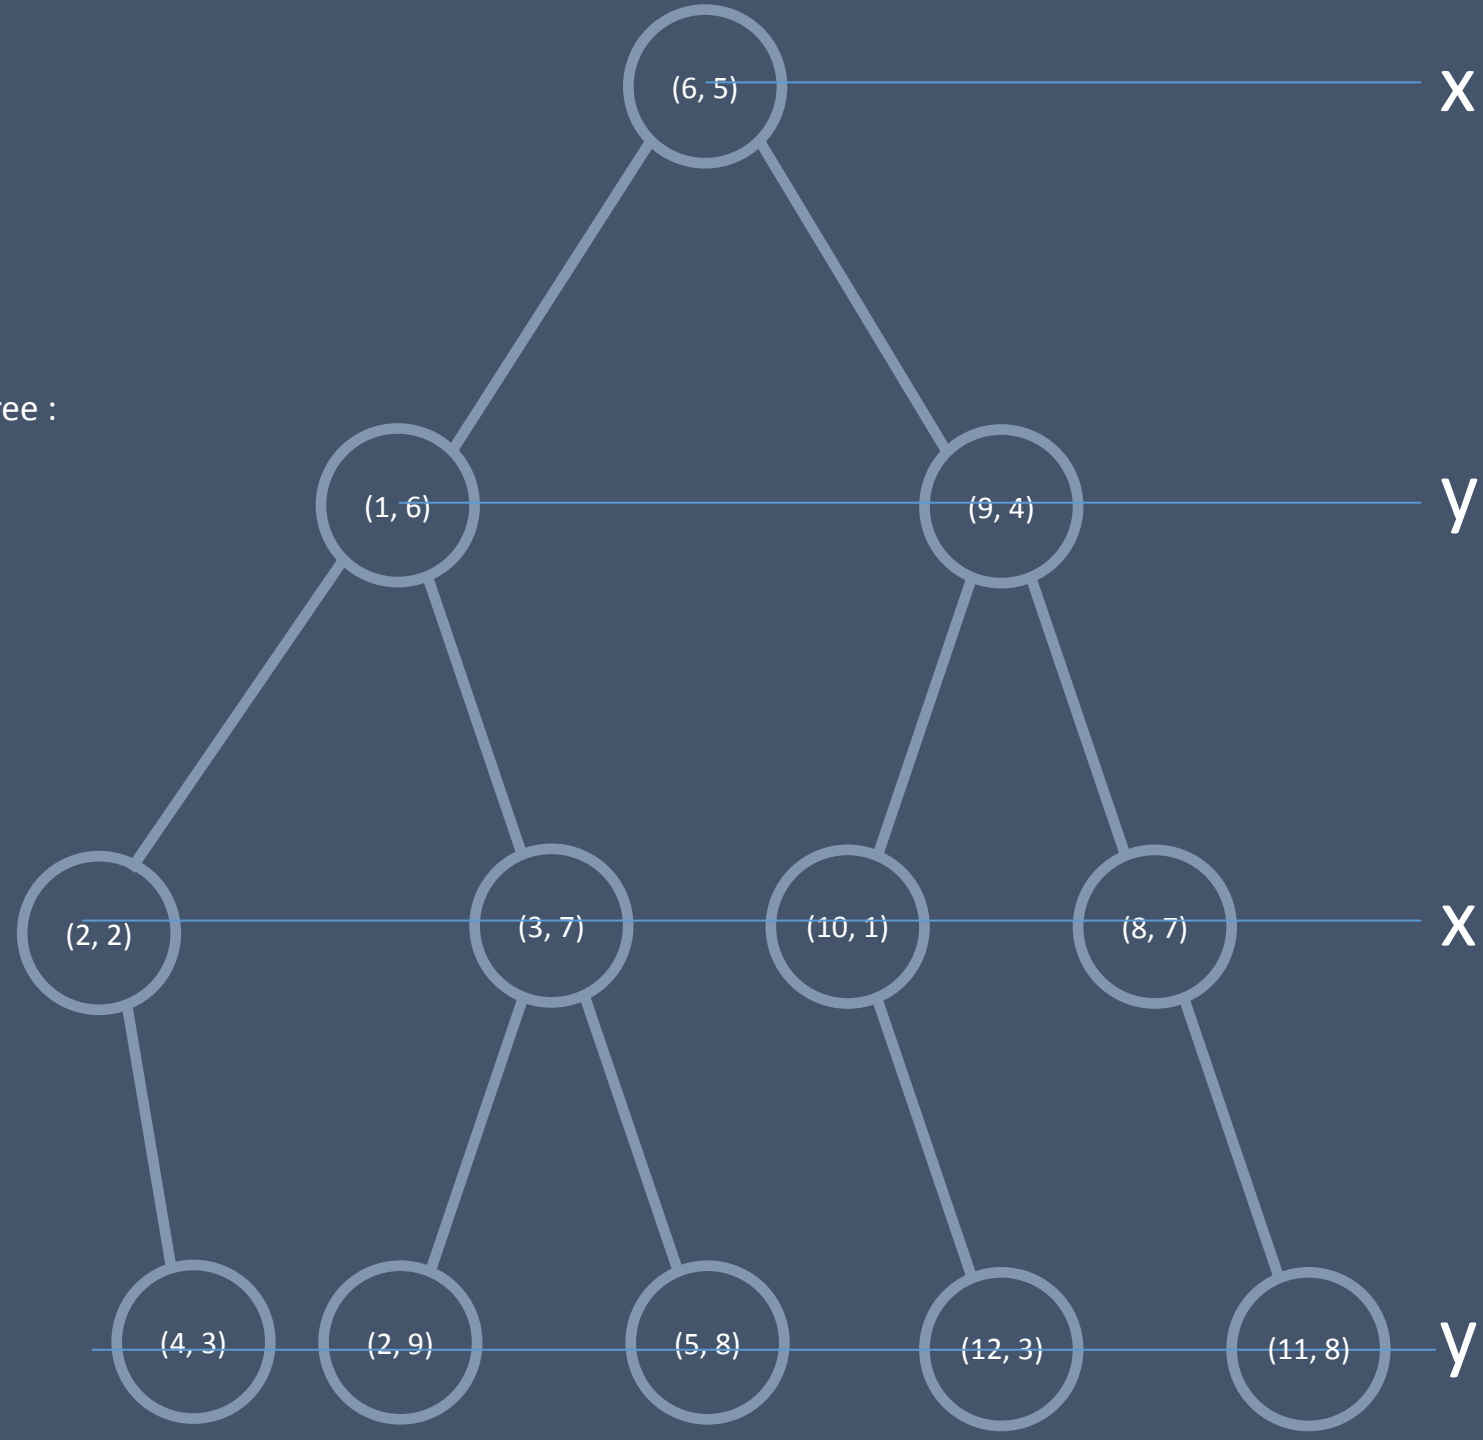 (6, 5)
x
ree :
(1, 6)
(9, 4)
y
(2, 2)
(3, 7)
(10, 1)
(8, 7)
x
(4, 3)
(2, 9)
(5, 8)
(12, 3)
(11, 8)
y